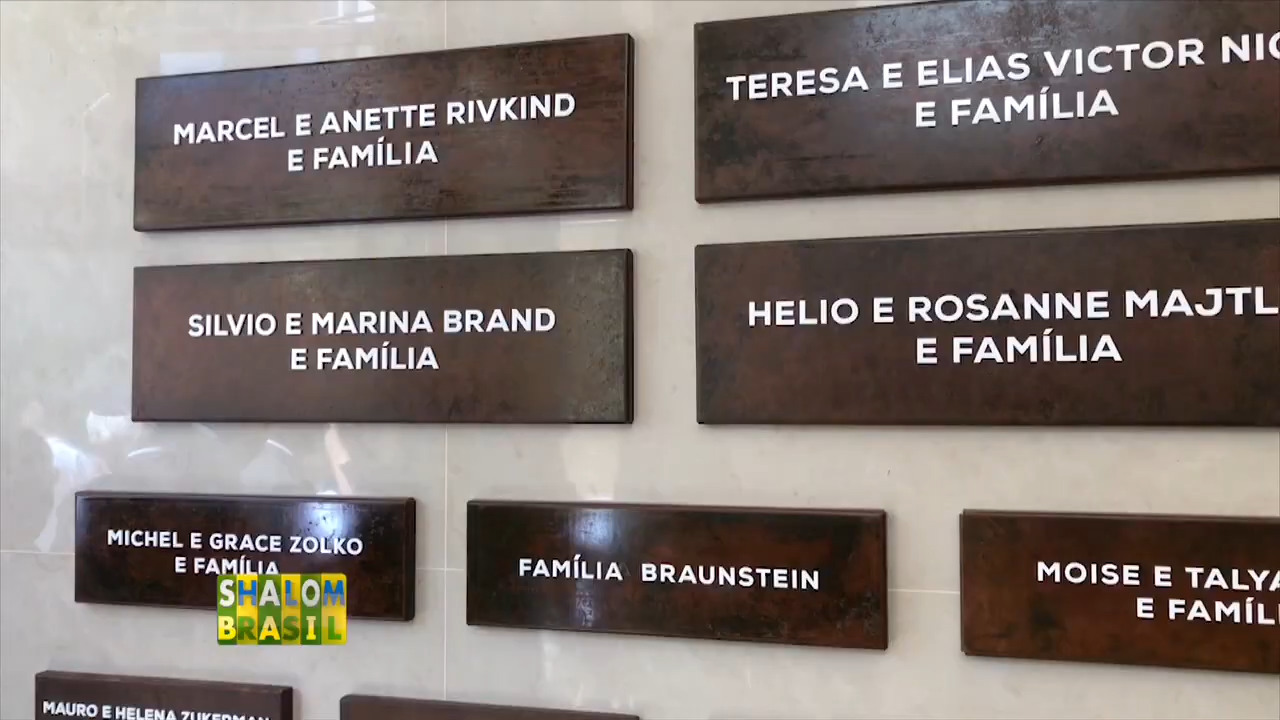 MARCEL E ANETTE RIVKIND
E FAMÍLIA
TERESA E ELIAS VICTOR
E FAMÍLIA
SILVIO E MARINA BRAND
E FAMÍLIA
HELIO E ROSANNE
E FAMÍLIA
MICHEL E GRACE ZOLKO
E FAMÍLIA
FAMÍLIA BRAUNSTEIN
MOISE E
E
SHALOM
BRASIL
MAURO E HELENA ZUKERMAN